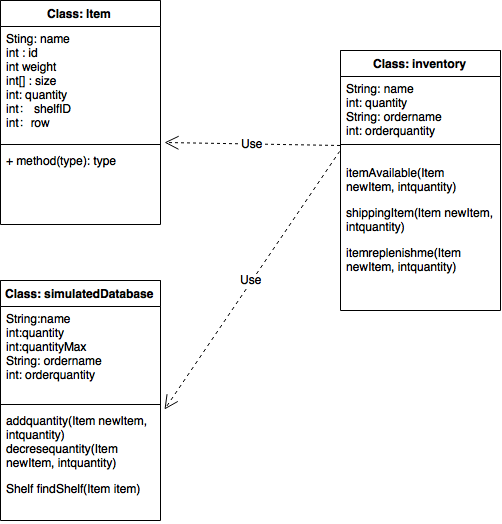 Class: Item
Sting: name
int : id
int weight
int[] : size
int: quantity
int： shelfID
int：row
+ method(type): type
Use
Class: inventory
String: name
int: quantity
String: ordername
int: orderquantity
itemAvailable(Item
newItem, intquantity)
shippingItem(Item newItem,
intquantity)
itemreplenishme(Item
newItem, intquantity)
Use
Class: simulatedDatabase
String:name
int:quantity
int:quantityMax
String: ordername
int: orderquantity
addquantity(Item newItem,
intquantity)
decresequantity(Item
newItem, intquantity)
Shelf findShelf(Item item)